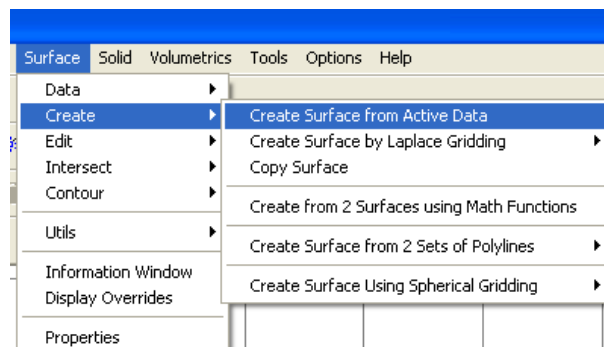 Surface Solid Volumetrics Tools Options Help
Data
Create
Edit
Intersect
Contour
Utils
Information Window
Display Overrides
Properties
Create Surface from Active Data
Create Surface by Laplace Gridding
Copy Surface
Create from 2 Surfaces using Math Functions
Create Surface from 2 Sets of Polylines
Create Surface Using Spherical Gridding